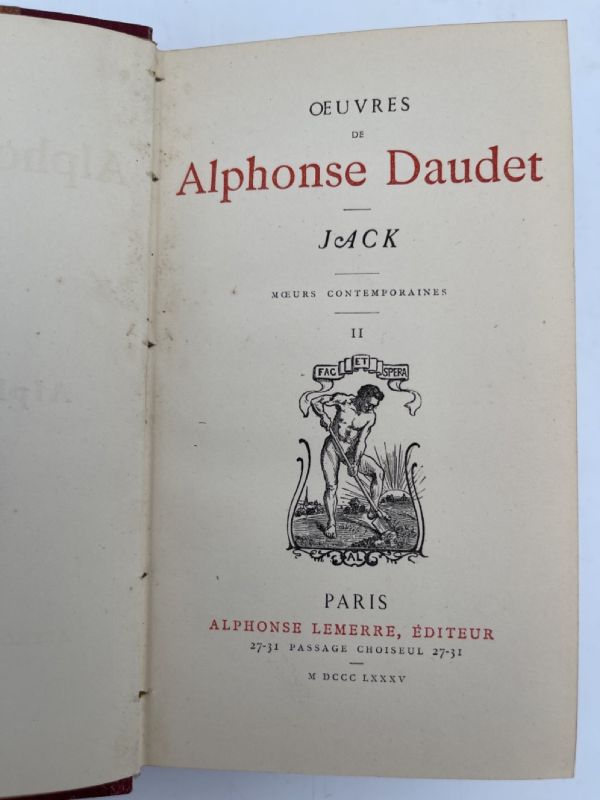 ŒUVRES
DE
Alphonse Daudet
JACK
MŒURS CONTEMPORAINES
II
FAC ET SPERA
AL
PARIS
ALPHONSE LEMERRE, ÉDITEUR
27-31 PASSAGE CHOISEUL 27-31
M DCCC LXXXV